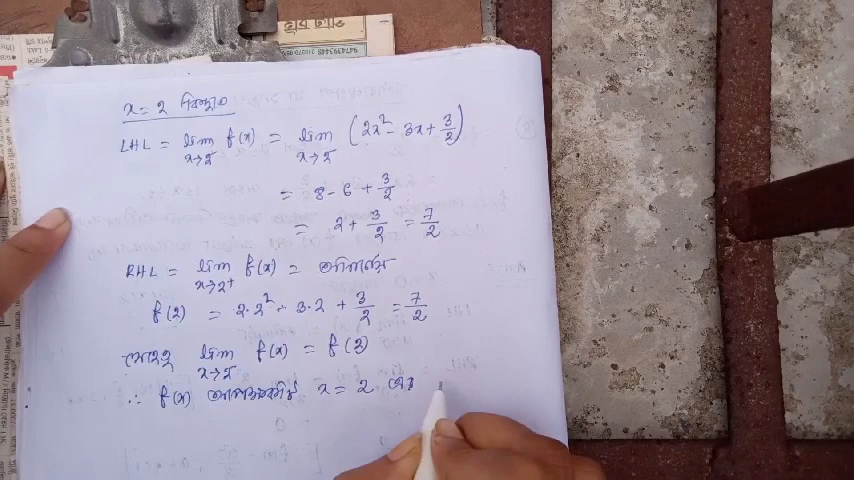 x = 2 বিন্দুতে
LHL = lim x→2⁻ f(x) = lim x→2⁻ (2x² - 3x + 3/2)
= 8 - 6 + 3/2
= 2 + 3/2 = 7/2
RHL = lim x→2⁺ f(x) = অনির্ণেয়
f(2) = 2·2² - 3·2 + 3/2 = 7/2
যেহেতু lim x→2⁻ f(x) = f(2)
∴ f(x) x = 2